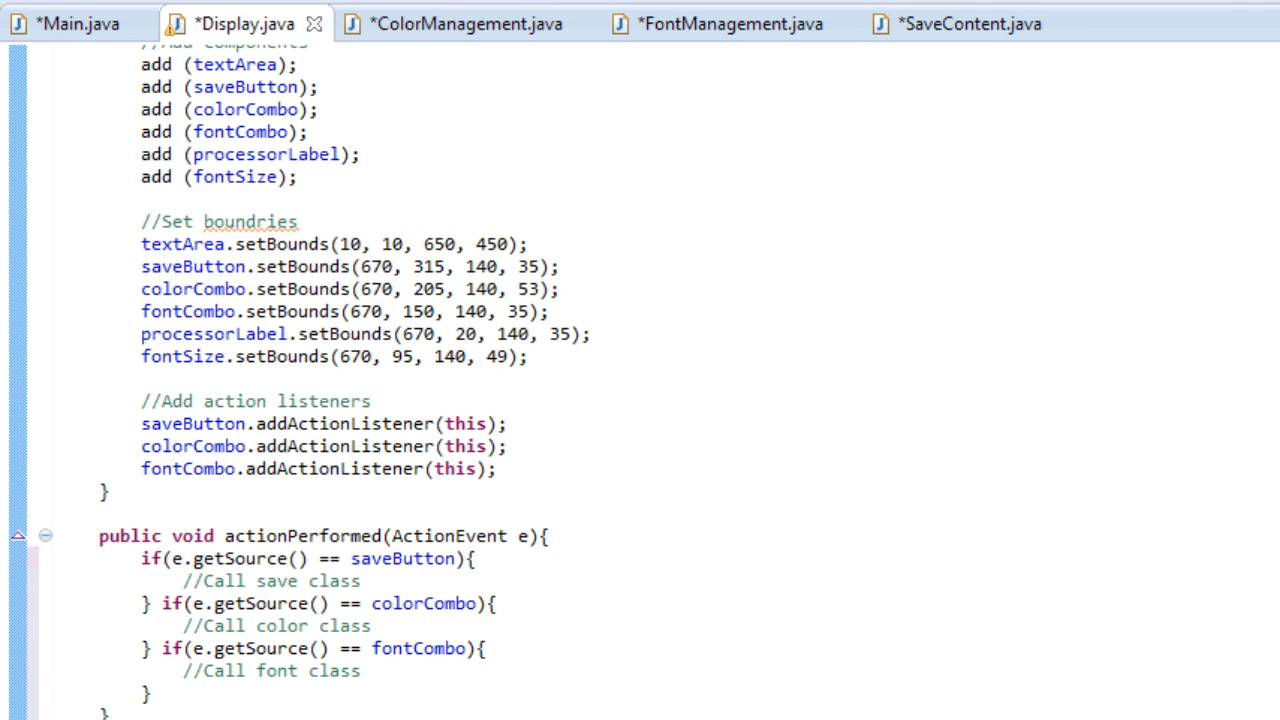 *Main.java *Display.java *ColorManagement.java *FontManagement.java *SaveContent.java
//Add components
add (textArea);
add (saveButton);
add (colorCombo);
add (fontCombo);
add (processorLabel);
add (fontSize);
//Set boundries
textArea.setBounds(10, 10, 650, 450);
saveButton.setBounds(670, 315, 140, 35);
colorCombo.setBounds(670, 205, 140, 53);
fontCombo.setBounds(670, 150, 140, 35);
processorLabel.setBounds(670, 20, 140, 35);
fontSize.setBounds(670, 95, 140, 49);
//Add action listeners
saveButton.addActionListener(this);
colorCombo.addActionListener(this);
fontCombo.addActionListener(this);
}
public void actionPerformed(ActionEvent e){
if(e.getSource() == saveButton){
//Call save class
} if(e.getSource() == colorCombo){
//Call color class
} if(e.getSource() == fontCombo){
//Call font class
}
}